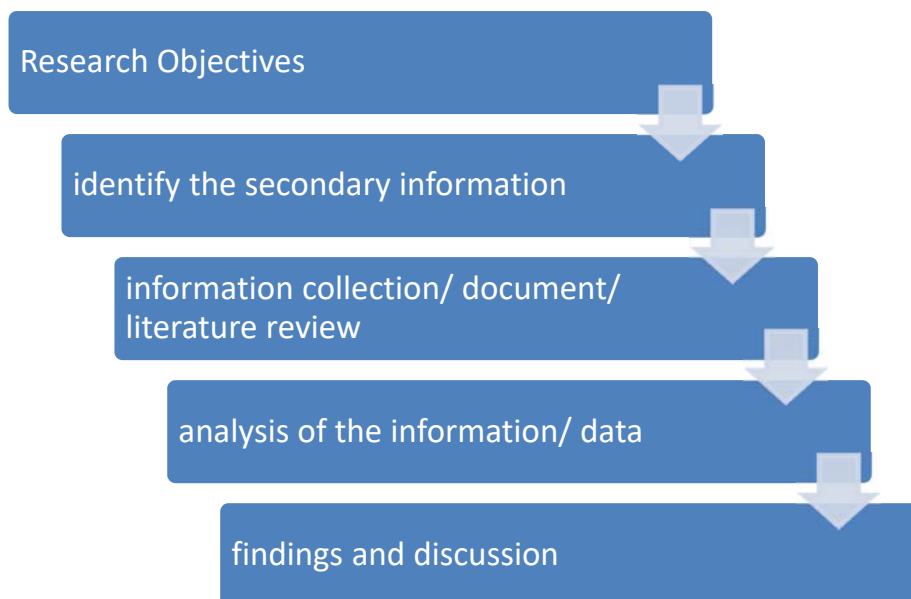 Research Objectives
identify the secondary information
information collection/ document/
literature review
analysis of the information/ data
findings and discussion